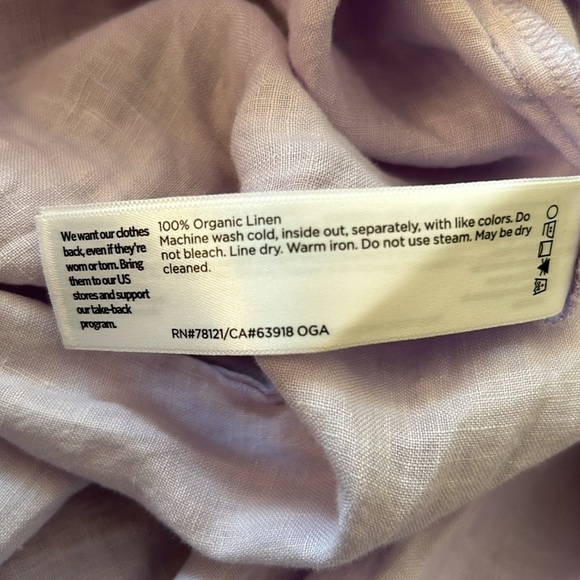 We want our clothes
back, even if they're
worn or torn. Bring
them to our US
stores and support
our take-back
program.
100% Organic Linen
Machine wash cold, inside out, separately, with like colors. Do
not bleach. Line dry. Warm iron. Do not use steam. May be dry
cleaned.
RN#78121/CA#63918 OGA